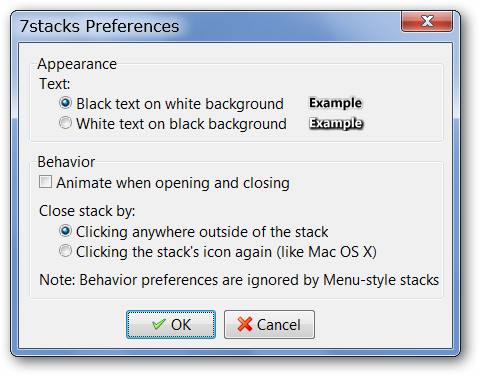 7stacks Preferences
Appearance
Text:
Black text on white background Example
White text on black background Example
Behavior
Animate when opening and closing
Close stack by:
Clicking anywhere outside of the stack
Clicking the stack's icon again (like Mac OS X)
Note: Behavior preferences are ignored by Menu-style stacks
OK Cancel